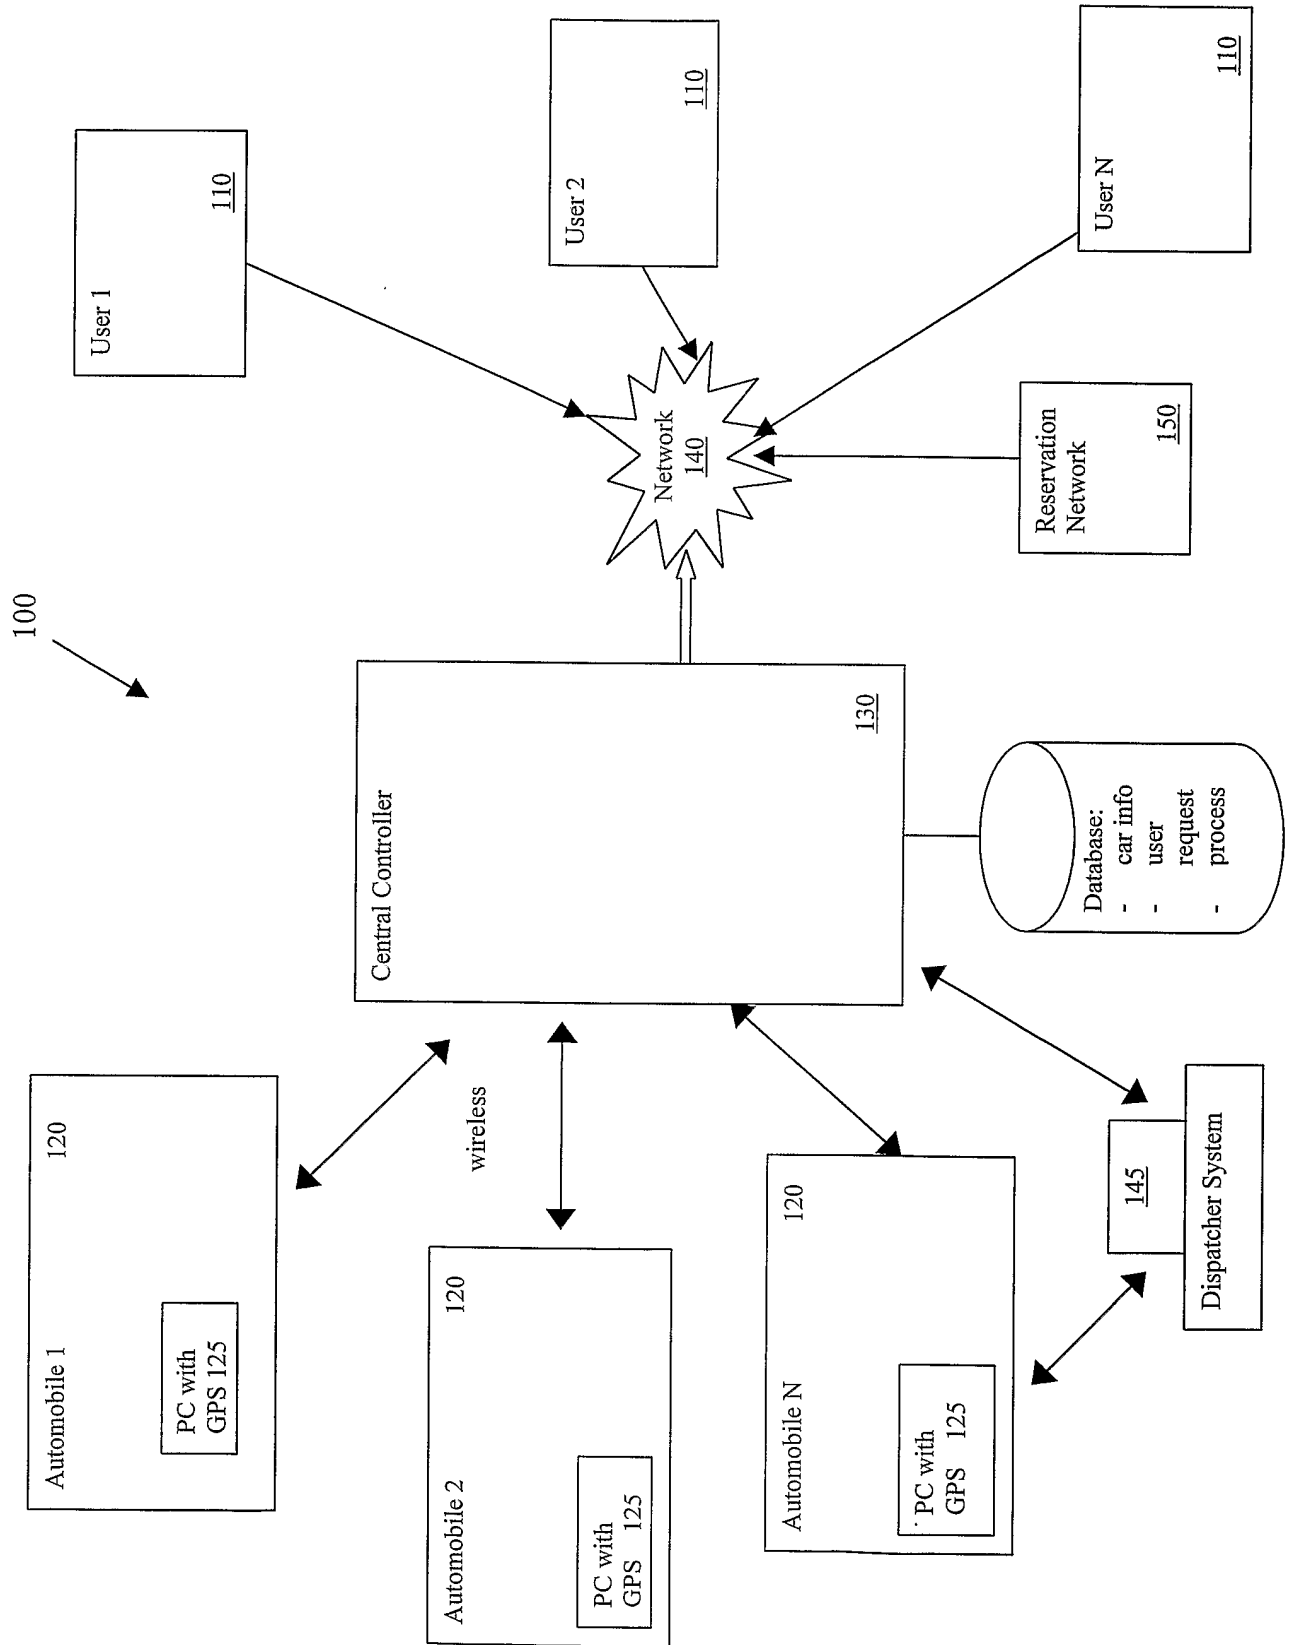 100
Automobile 1
120
PC with
GPS 125
Automobile 2
120
PC with
GPS 125
Automobile N
120
PC with
GPS 125
wireless
145
Dispatcher System
Central Controller
130
Database:
- car info
- user
request
- process
Network
140
Reservation
Network
150
User 1
110
User 2
110
User N
110